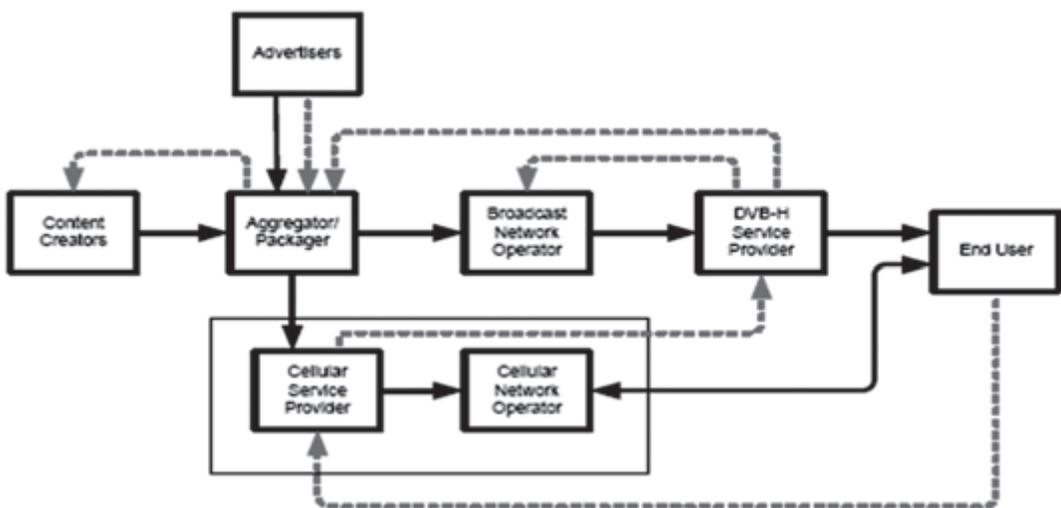 Advertisers
Content
Creators
Aggregator/
Packager
Broadcast
Network
Operator
DVB-H
Service
Provider
End User
Cellular
Service
Provider
Cellular
Network
Operator